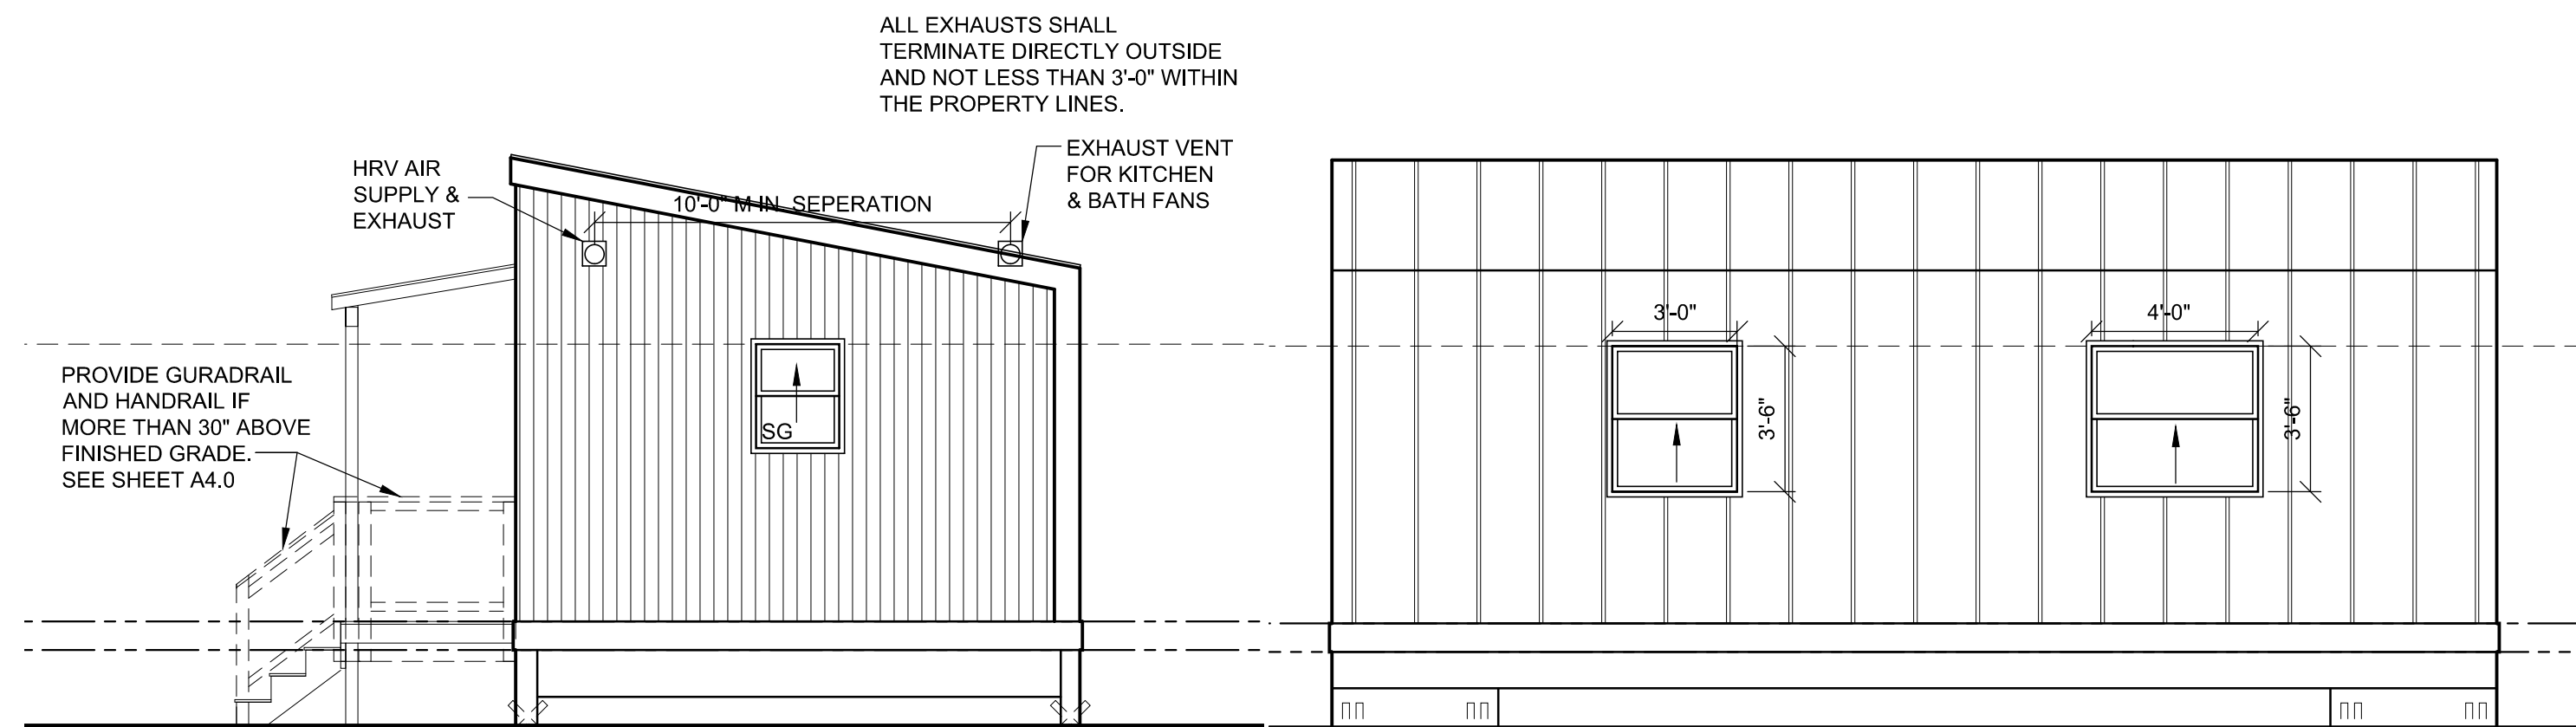 ALL EXHAUSTS SHALL
TERMINATE DIRECTLY OUTSIDE
AND NOT LESS THAN 3'-0" WITHIN
THE PROPERTY LINES.
HRV AIR
SUPPLY &
EXHAUST
10'-0" MIN. SEPERATION
EXHAUST VENT
FOR KITCHEN
& BATH FANS
PROVIDE GURADRAIL
AND HANDRAIL IF
MORE THAN 30" ABOVE
FINISHED GRADE.
SEE SHEET A4.0
SG
3'-0"
3'-6"
4'-0"
3'-6"